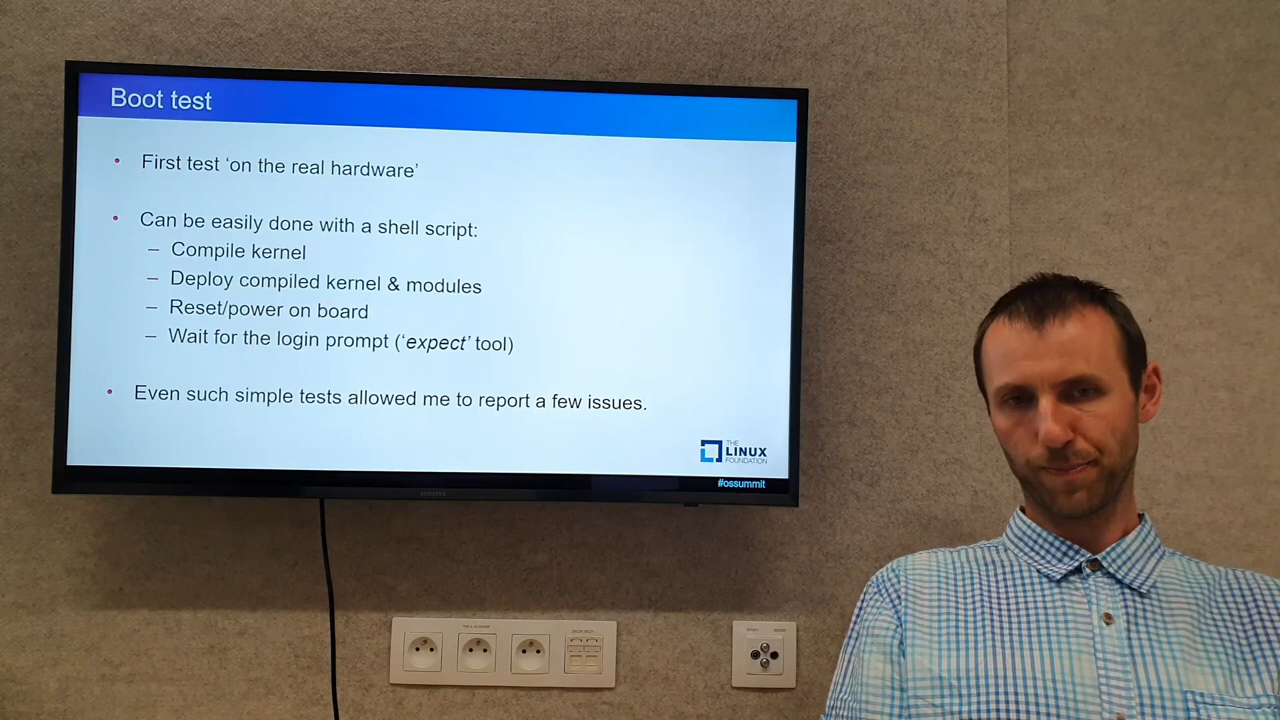 Boot test
• First test ‘on the real hardware’
• Can be easily done with a shell script:
– Compile kernel
– Deploy compiled kernel & modules
– Reset/power on board
– Wait for the login prompt (‘expect’ tool)
• Even such simple tests allowed me to report a few issues.
THE
LINUX
FOUNDATION
#ossummit
SAMSUNG